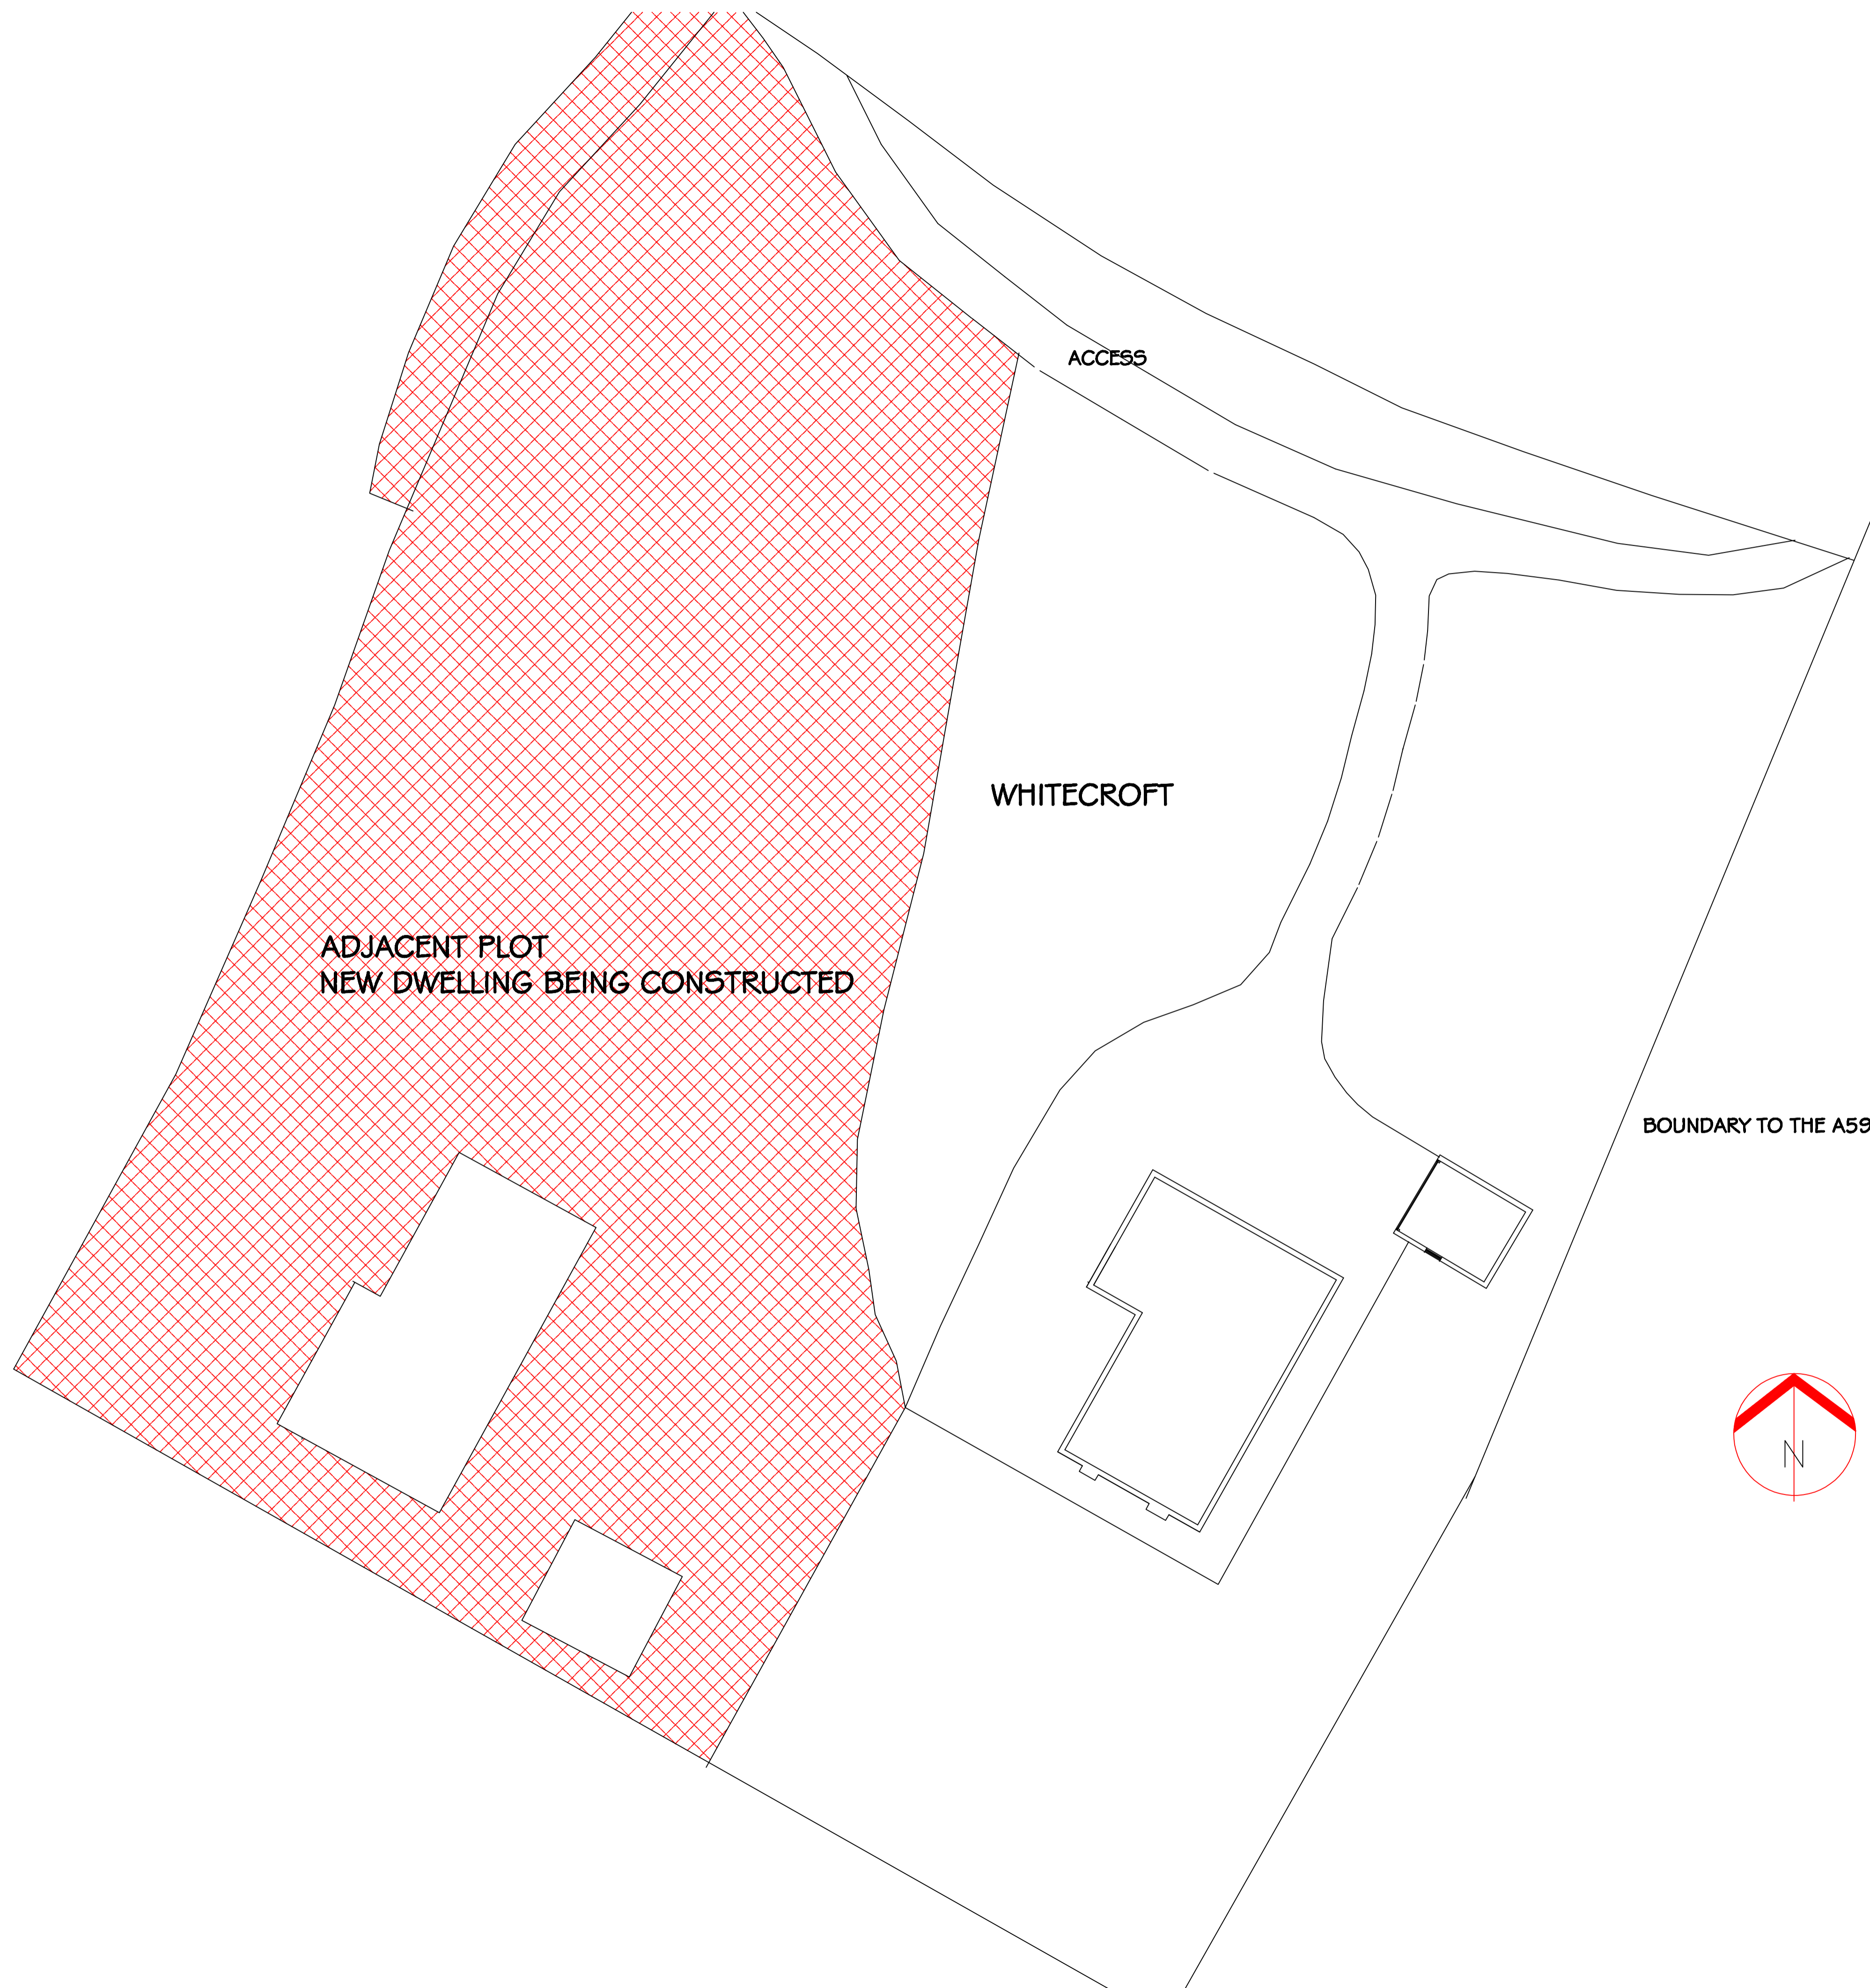 ACCESS
WHITECROFT
ADJACENT PLOT
NEW DWELLING BEING CONSTRUCTED
BOUNDARY TO THE A59
N